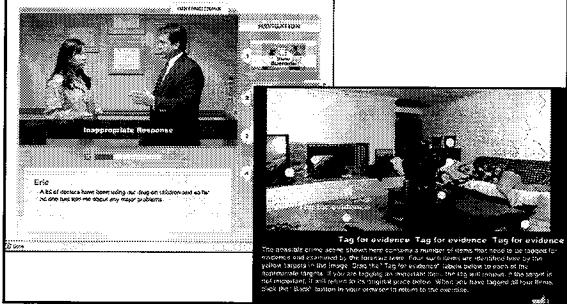 Inappropriate Response
Eric
A lot of doctors have been using our drug on children and so far
no one has told me about any major problems.
Done
Tag for evidence Tag for evidence Tag for evidence
The possible crime scene shown here contains a number of items that need to be tagged for
evidence and examined by the forensic team. Four such items are identified here by the
yellow targets in the image. Drag the "Tag for evidence" labels below to each of the
appropriate targets. If you are tagging an important item, the tag will remain. If the target is
not important, it will return to its original place below. When you have tagged all four items,
click the "Back" button in your browser to return to the exercise.